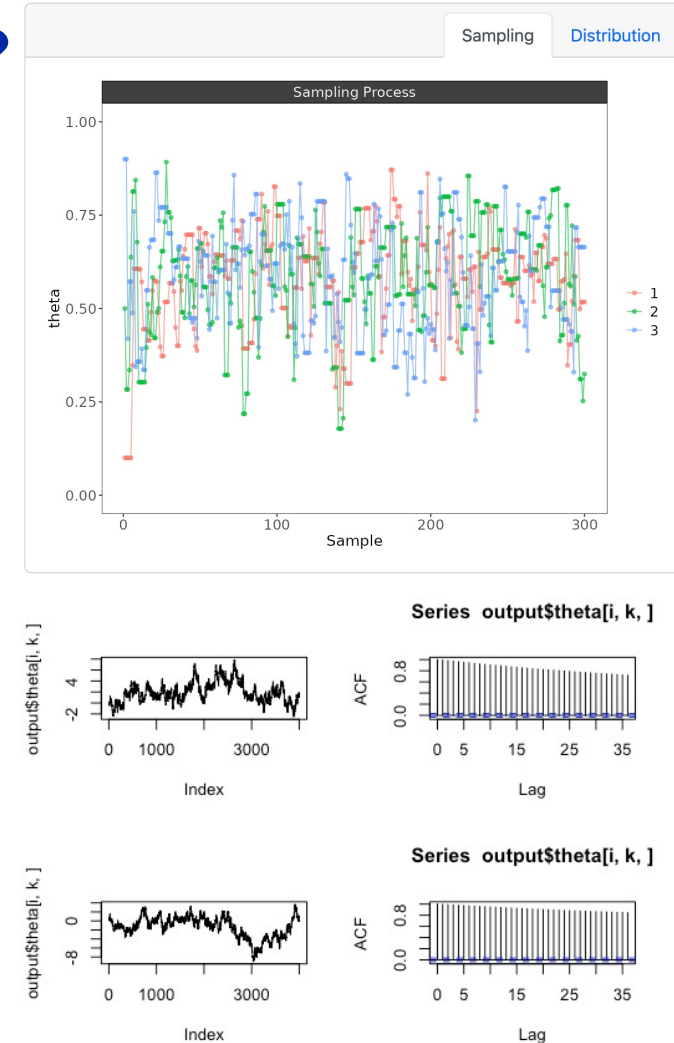 Sampling Distribution
Sampling Process
1.00
0.75
0.50
0.25
0.00
theta
0 100 200 300
Sample
1
2
3
Series output$theta[i, k, ]
output$theta[i, k, ]
-2 4
0 1000 3000
Index
ACF
0.0 0.8
0 5 15 25 35
Lag
Series output$theta[i, k, ]
output$theta[i, k, ]
-8 0
0 1000 3000
Index
ACF
0.0 0.8
0 5 15 25 35
Lag